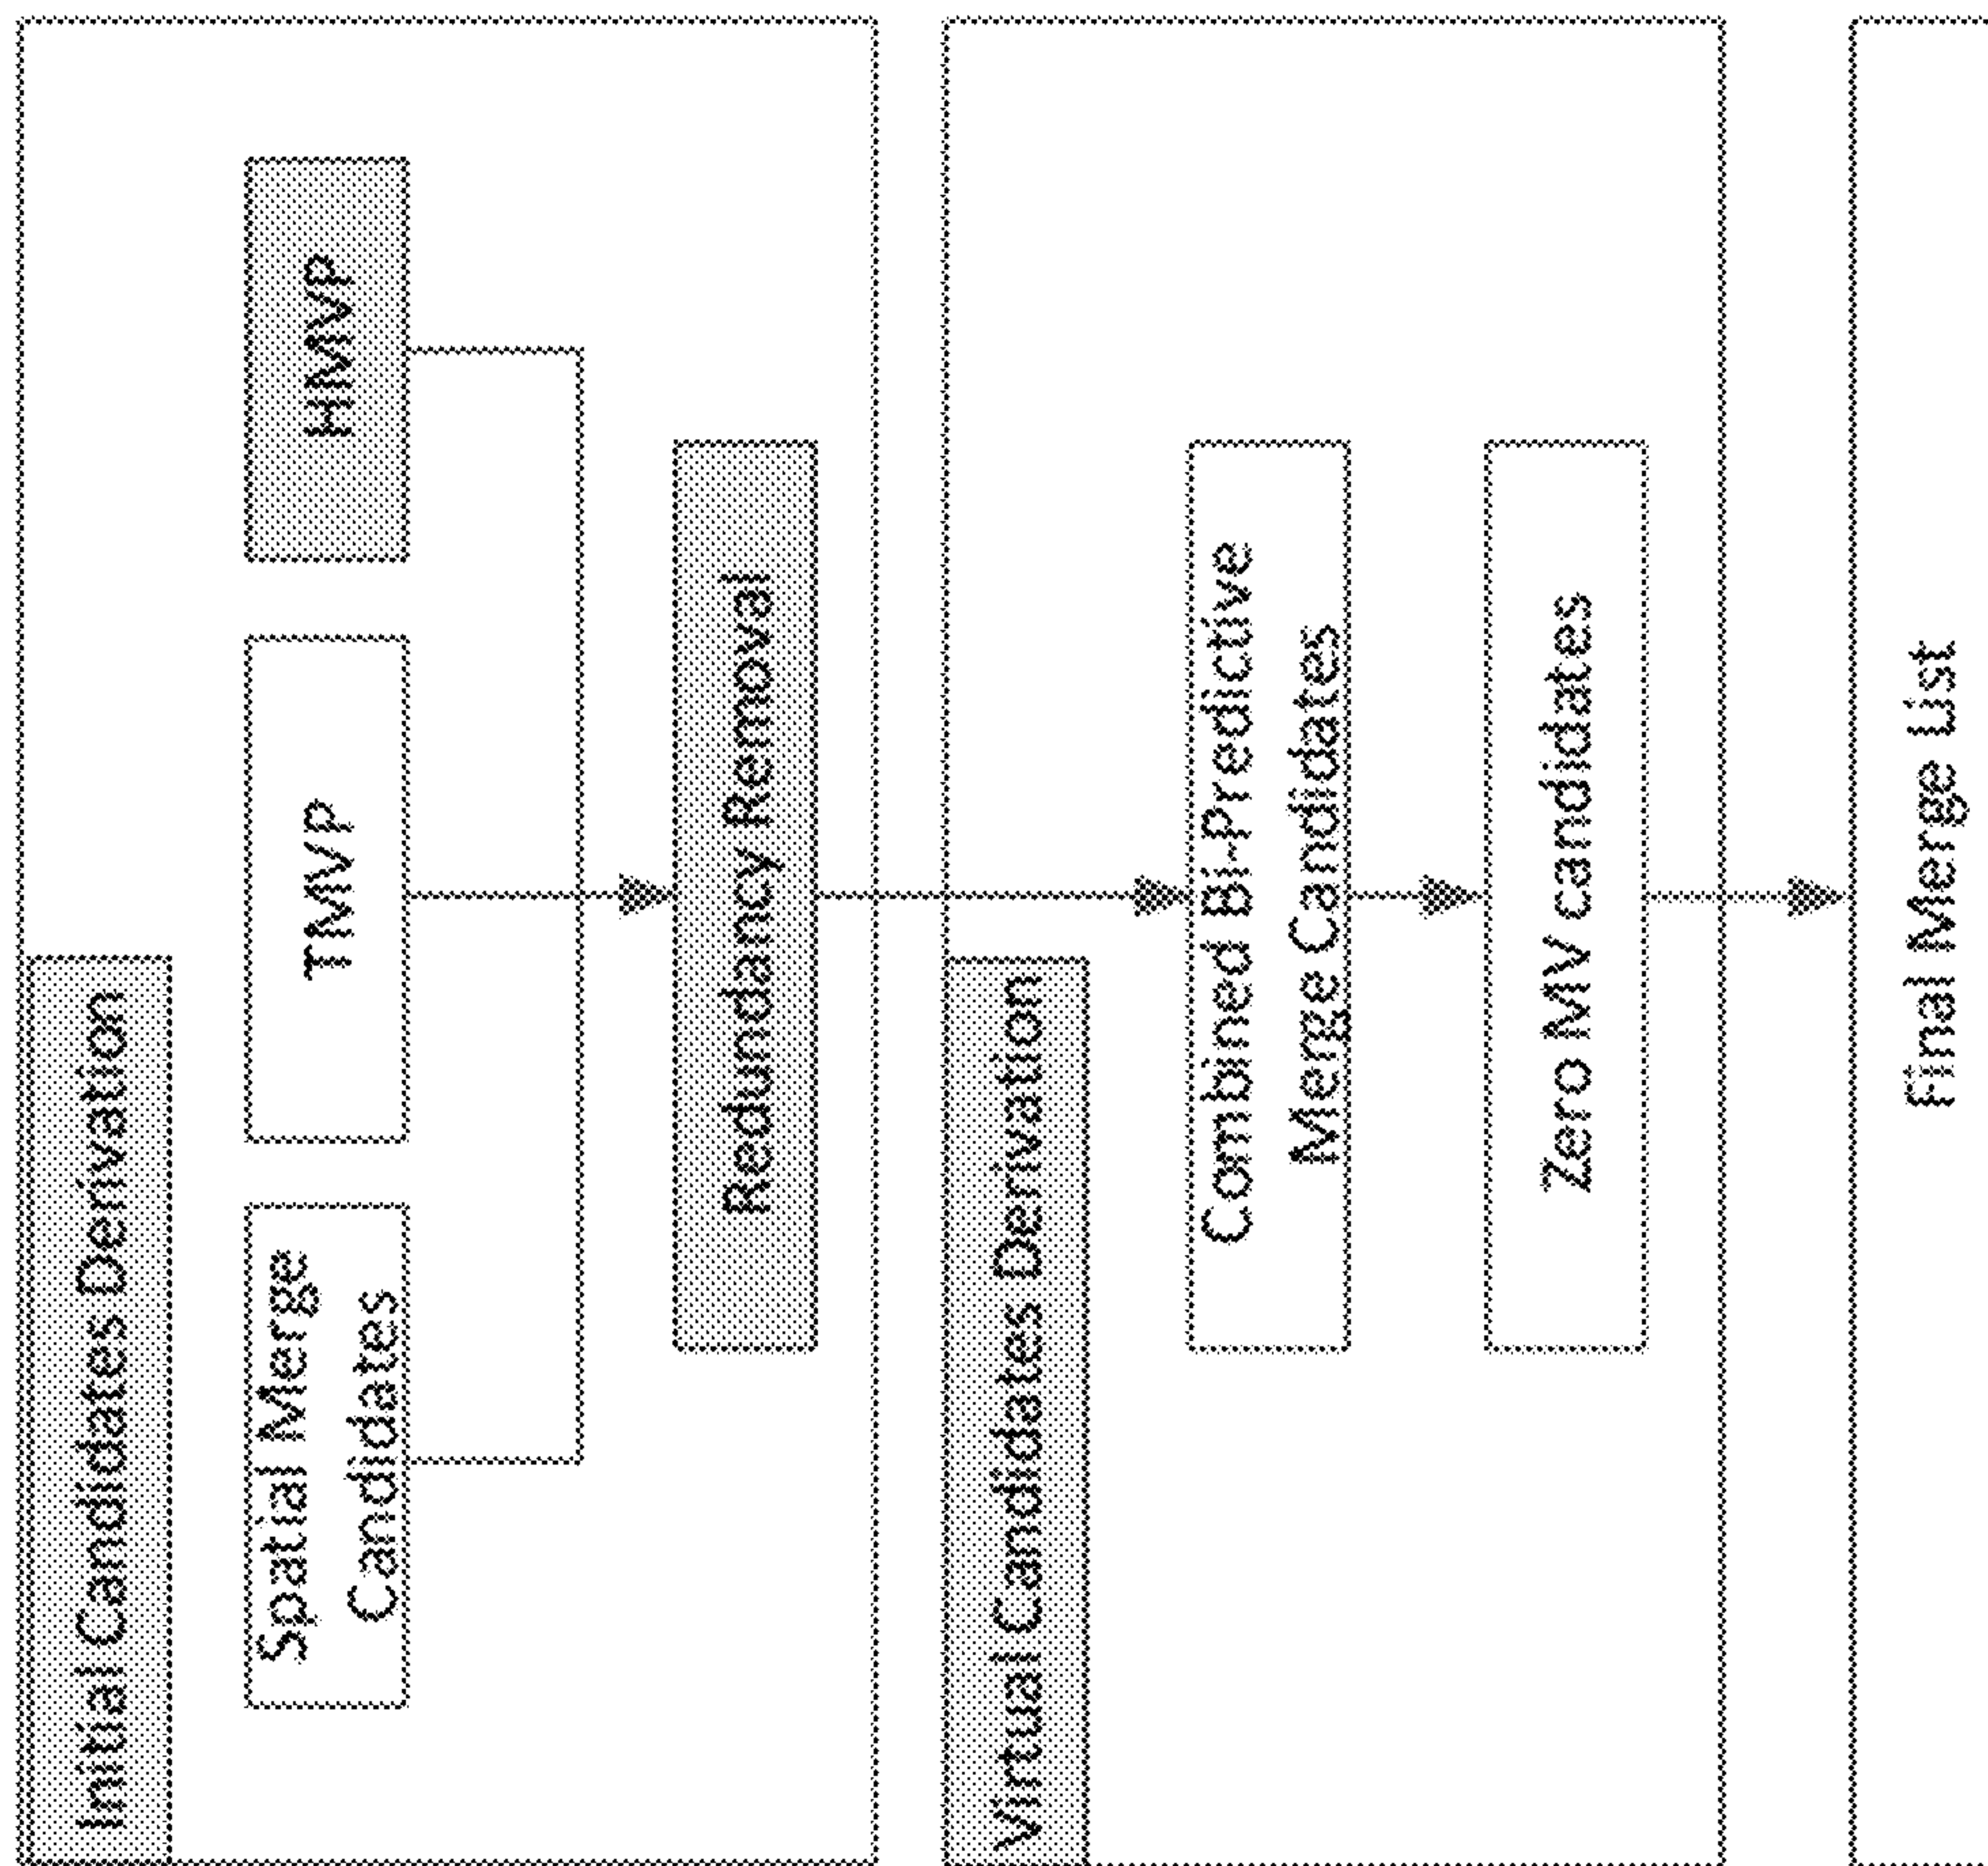 Initial Candidates Derivation
Spatial Merge
Candidates
TMVP
HMVP
Redundancy Removal
Virtual Candidates Derivation
Combined Bi-Predictive
Merge Candidates
Zero MV candidates
Final Merge List